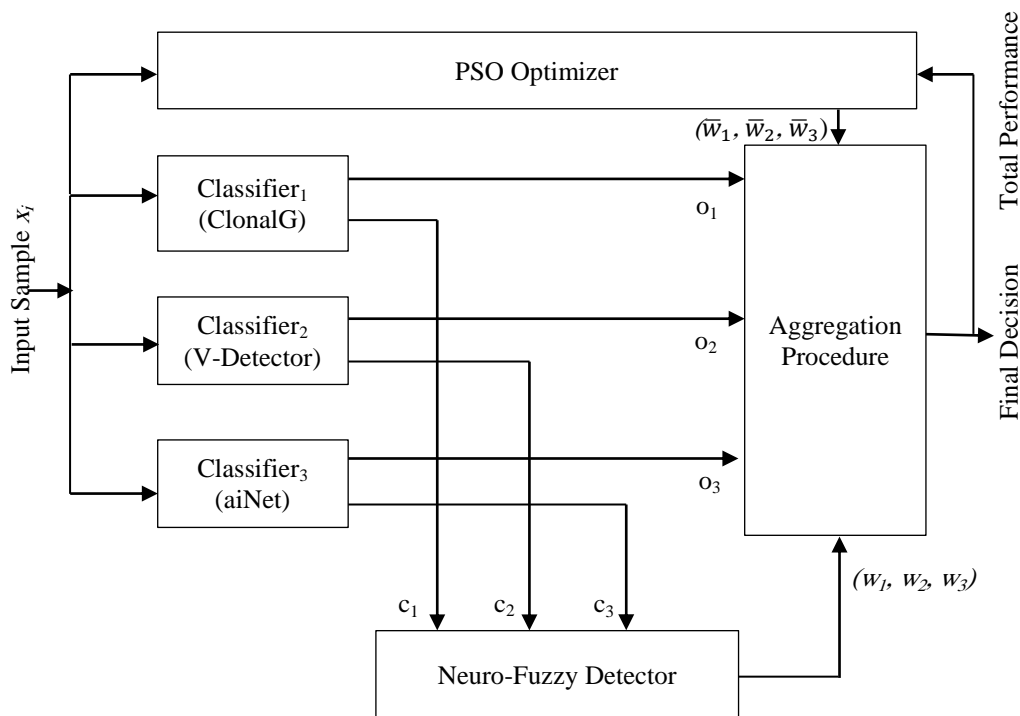 PSO Optimizer
(w̅₁, w̅₂, w̅₃)
Total Performance
Classifier₁
(ClonalG)
o₁
Input Sample xᵢ
Classifier₂
(V-Detector)
o₂
Aggregation
Procedure
Final Decision
Classifier₃
(aiNet)
o₃
(w₁, w₂, w₃)
c₁ c₂ c₃
Neuro-Fuzzy Detector